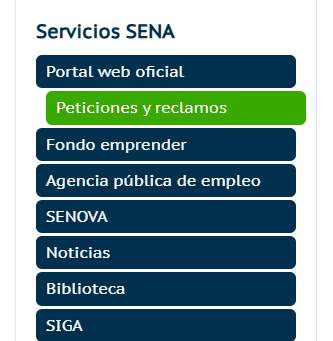 Servicios SENA
Portal web oficial
Peticiones y reclamos
Fondo emprender
Agencia pública de empleo
SENOVA
Noticias
Biblioteca
SIGA